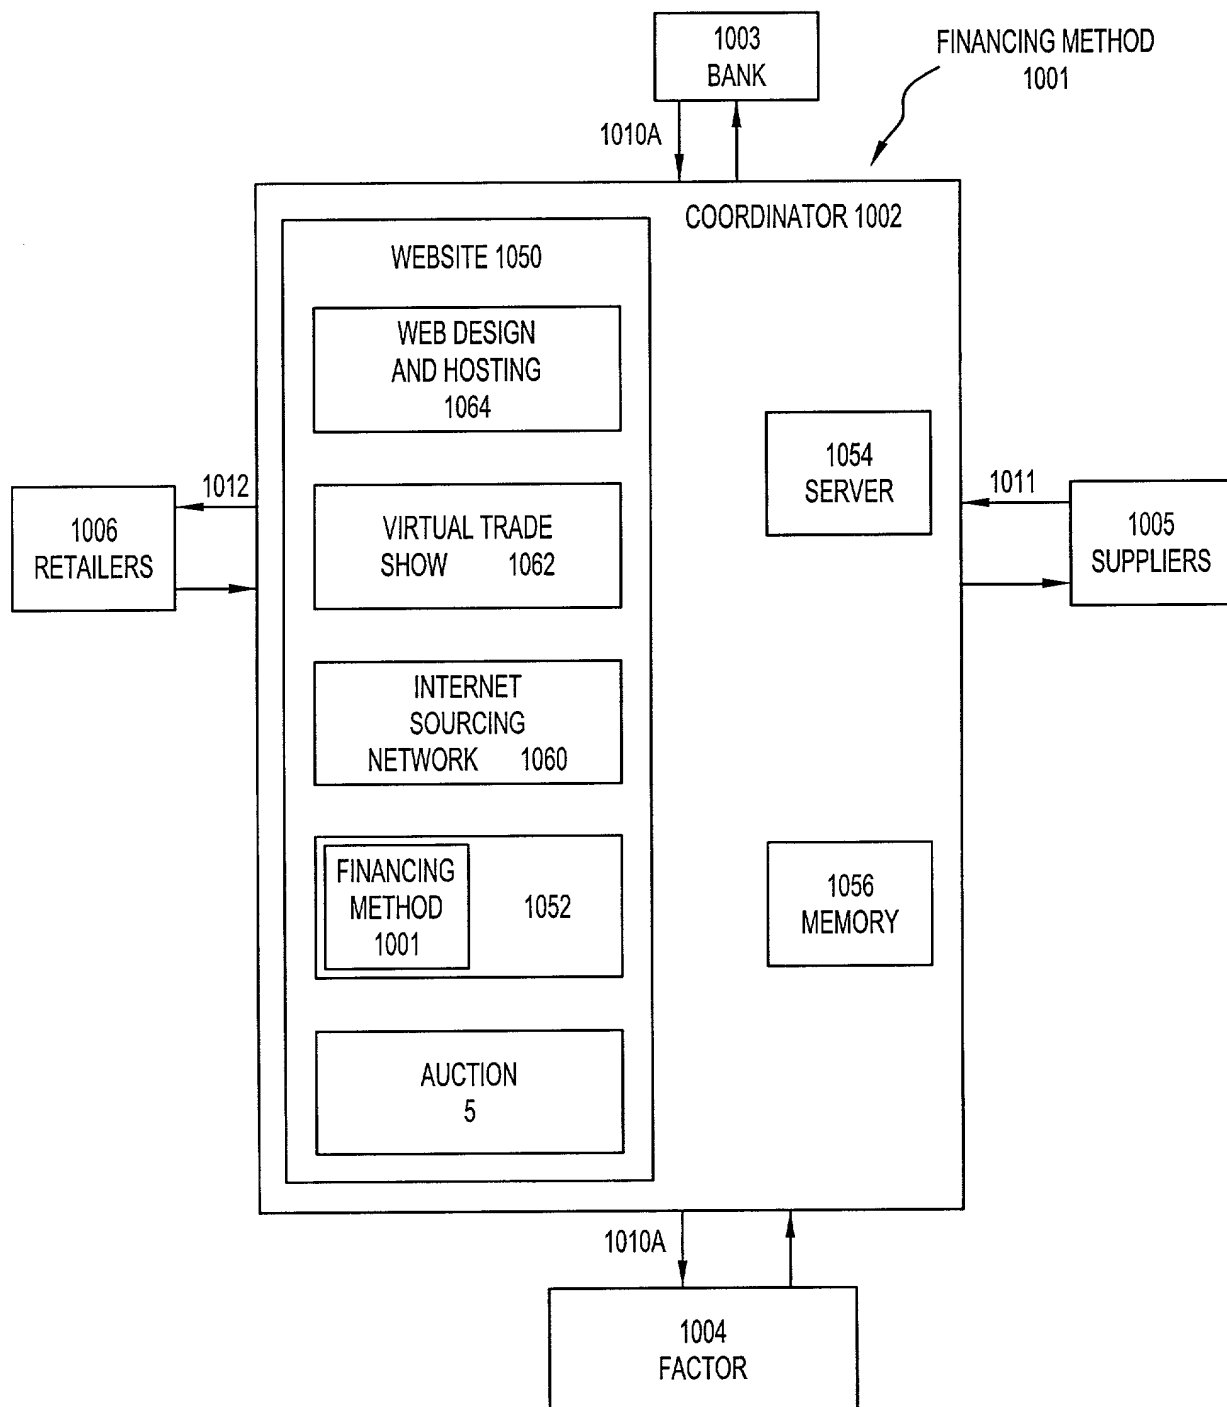 1003
BANK
FINANCING METHOD
1001
1010A
COORDINATOR 1002
WEBSITE 1050
WEB DESIGN
AND HOSTING
1064
1054
SERVER
1012
1011
1006
RETAILERS
VIRTUAL TRADE
SHOW 1062
1005
SUPPLIERS
INTERNET
SOURCING
NETWORK 1060
FINANCING
METHOD
1001
1052
1056
MEMORY
AUCTION
5
1010A
1004
FACTOR